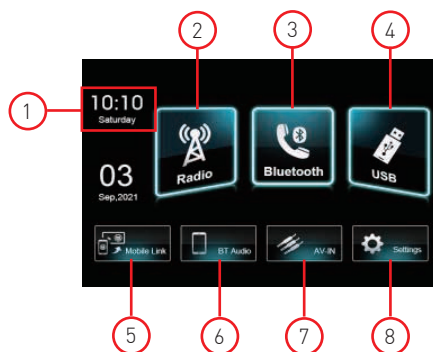 2
3
4
1
10:10
Saturday
Radio
Bluetooth
USB
03
Sep,2021
Mobile Link
BT Audio
AV-IN
Settings
5
6
7
8